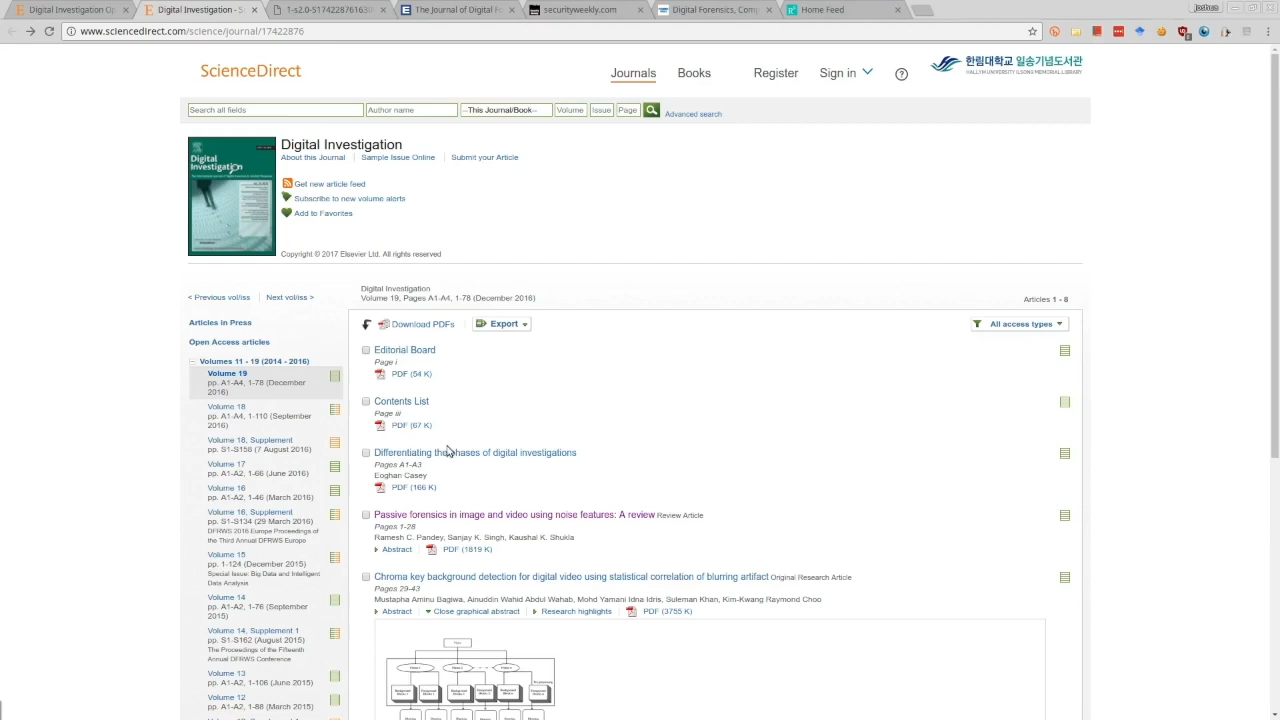 Digital Investigation Op
Digital Investigation - S
1-s2.0-S1742287616
The Journal of Digital Fo
securityweekly.com
Digital Forensics, Comp
Home Feed
Joshua
www.sciencedirect.com/science/journal/17422876
ScienceDirect
Journals
Books
Register
Sign in
?
한림대학교 일송기념도서관
HALLYM UNIVERSITY ILSONG MEMORIAL LIBRARY
Search all fields
Author name
--This Journal/Book--
Volume
Issue
Page
Advanced search
Digital Investigation
Digital Investigation
About this Journal
Sample Issue Online
Submit your Article
Get new article feed
Subscribe to new volume alerts
Add to Favorites
Copyright © 2017 Elsevier Ltd. All rights reserved
< Previous vol/iss
Next vol/iss >
Digital Investigation
Volume 19, Pages A1-A4, 1-78 (December 2016)
Articles 1 - 8
Articles in Press
Open Access articles
Volumes 11 - 19 (2014 - 2016)
Volume 19
pp. A1-A4, 1-78 (December
2016)
Volume 18
pp. A1-A4, 1-110 (September
2016)
Volume 18, Supplement
pp. S1-S158 (7 August 2016)
Volume 17
pp. A1-A2, 1-66 (June 2016)
Volume 16
pp. A1-A2, 1-46 (March 2016)
Volume 16, Supplement
pp. S1-S134 (29 March 2016)
DFRWS 2016 Europe Proceedings of
the Third Annual DFRWS Europe
Volume 15
pp. 1-124 (December 2015)
Special Issue: Big Data and Intelligent
Data Analysis
Volume 14
pp. A1-A2, 1-76 (September
2015)
Volume 14, Supplement 1
pp. S1-S162 (August 2015)
The Proceedings of the Fifteenth
Annual DFRWS Conference
Volume 13
pp. A1-A2, 1-106 (June 2015)
Volume 12
pp. A1-A2, 1-88 (March 2015)
Download PDFs
Export
All access types
Editorial Board
Page i
PDF (54 K)
Contents List
Page iii
PDF (67 K)
Differentiating the phases of digital investigations
Pages A1-A3
Eoghan Casey
PDF (166 K)
Passive forensics in image and video using noise features: A review Review Article
Pages 1-28
Ramesh C. Pandey, Sanjay K. Singh, Kaushal K. Shukla
Abstract
PDF (1819 K)
Chroma key background detection for digital video using statistical correlation of blurring artifact Original Research Article
Pages 29-43
Mustapha Aminu Bagiwa, Ainuddin Wahid Abdul Wahab, Mohd Yamani Idna Idris, Suleman Khan, Kim-Kwang Raymond Choo
Abstract
Close graphical abstract
Research highlights
PDF (3755 K)